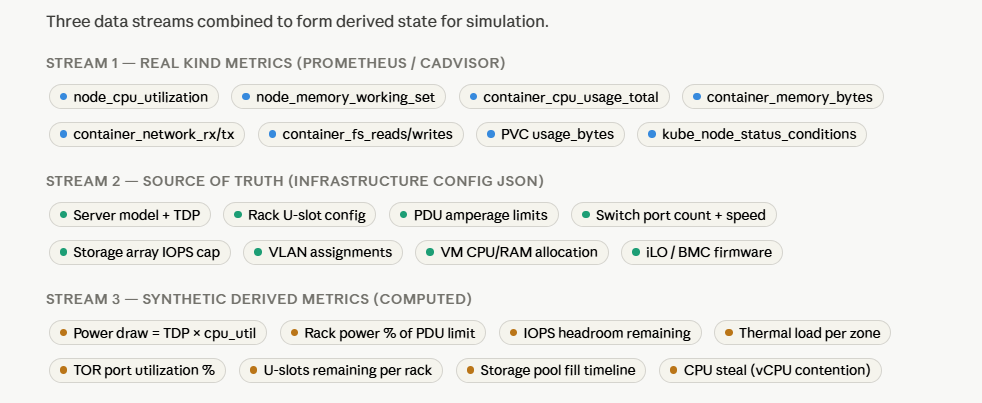 Three data streams combined to form derived state for simulation.
STREAM 1 — REAL KIND METRICS (PROMETHEUS / CADVISOR)
node_cpu_utilization node_memory_working_set container_cpu_usage_total container_memory_bytes
container_network_rx/tx container_fs_reads/writes PVC usage_bytes kube_node_status_conditions
STREAM 2 — SOURCE OF TRUTH (INFRASTRUCTURE CONFIG JSON)
Server model + TDP Rack U-slot config PDU amperage limits Switch port count + speed
Storage array IOPS cap VLAN assignments VM CPU/RAM allocation iLO / BMC firmware
STREAM 3 — SYNTHETIC DERIVED METRICS (COMPUTED)
Power draw = TDP × cpu_util Rack power % of PDU limit IOPS headroom remaining Thermal load per zone
TOR port utilization % U-slots remaining per rack Storage pool fill timeline CPU steal (vCPU contention)